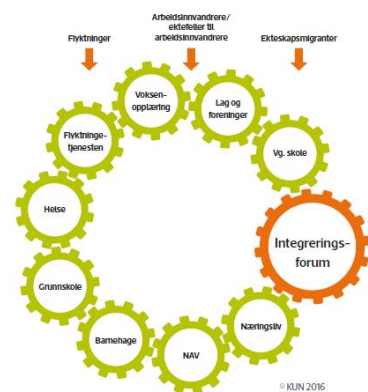 Flyktninger
Arbeidsinnvandrere/
ektefeller til
arbeidsinnvandrere
Ekteskapsmigranter
Voksen-
opplæring
Lag og
foreninger
Flyktninge-
tjenesten
Vg. skole
Helse
Integrerings-
forum
Grunnskole
Barnehage
NAV
Næringsliv
© KUN 2016